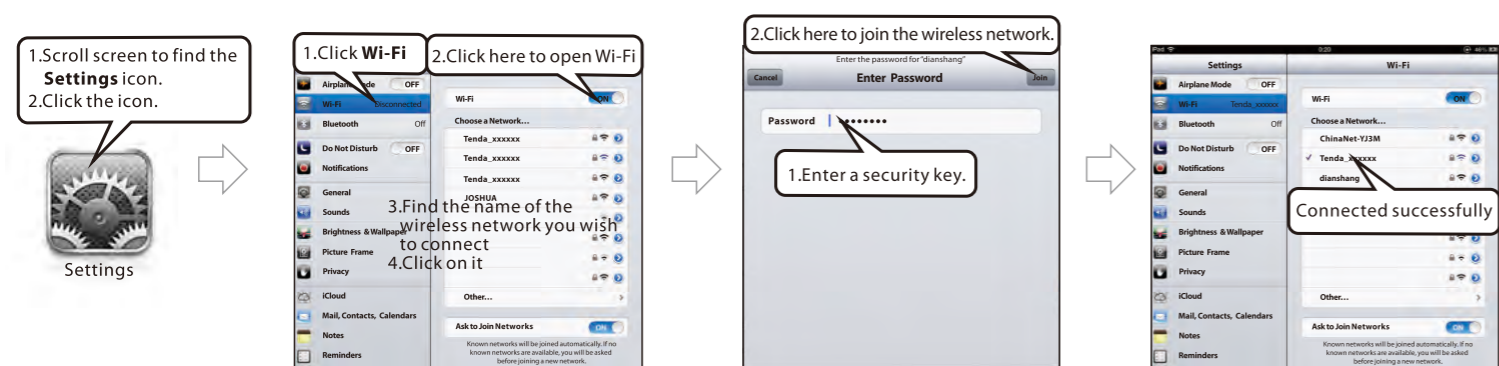 1.Scroll screen to find the
Settings icon.
2.Click the icon.
Settings
1.Click Wi-Fi
2.Click here to open Wi-Fi
Airplane Mode OFF
Wi-Fi Disconnected
Bluetooth Off
Do Not Disturb OFF
Notifications
General
Sounds
Brightness & Wallpaper
Picture Frame
Privacy
iCloud
Mail, Contacts, Calendars
Notes
Reminders
Wi-Fi ON
Choose a Network...
Tenda_xxxxxx
Tenda_xxxxxx
Tenda_xxxxxx
JOSHUA
3.Find the name of the
wireless network you wish
to connect
4.Click on it
Other...
Ask to Join Networks ON
Known networks will be joined automatically. If no
known networks are available, you will be asked
before joining a new network.
2.Click here to join the wireless network.
Enter the password for "dianshang"
Cancel Enter Password Join
Password
1.Enter a security key.
iPad 0:20 46%
Settings
Wi-Fi
Airplane Mode OFF
Wi-Fi Tenda_xxxxxx
Bluetooth Off
Do Not Disturb OFF
Notifications
General
Sounds
Brightness & Wallpaper
Picture Frame
Privacy
iCloud
Mail, Contacts, Calendars
Notes
Reminders
Wi-Fi ON
Choose a Network...
ChinaNet-YJ3M
✓ Tenda_xxxxxx
dianshang
Connected successfully
Other...
Ask to Join Networks ON
Known networks will be joined automatically. If no
known networks are available, you will be asked
before joining a new network.